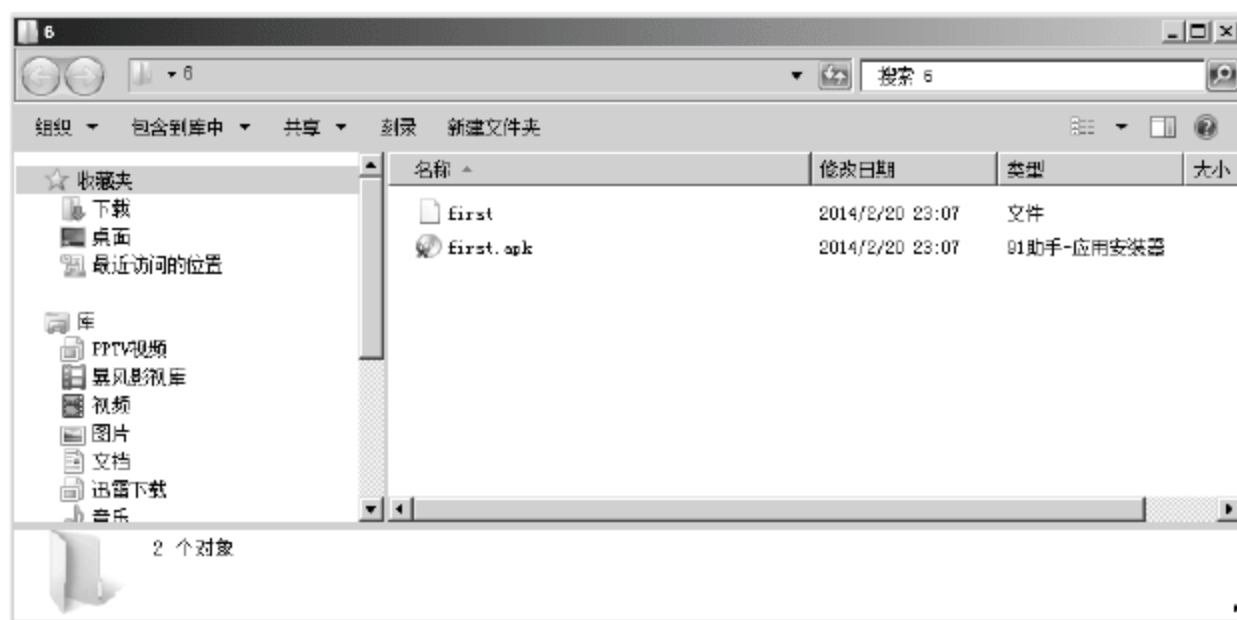 6
6
搜索 6
组织 包含到库中 共享 刻录 新建文件夹
名称 修改日期 类型 大小
first 2014/2/20 23:07 文件
first.apk 2014/2/20 23:07 91助手-应用安装器
收藏夹
下载
桌面
最近访问的位置
库
PPTV视频
暴风影视库
视频
图片
文档
迅雷下载
音乐
2 个对象